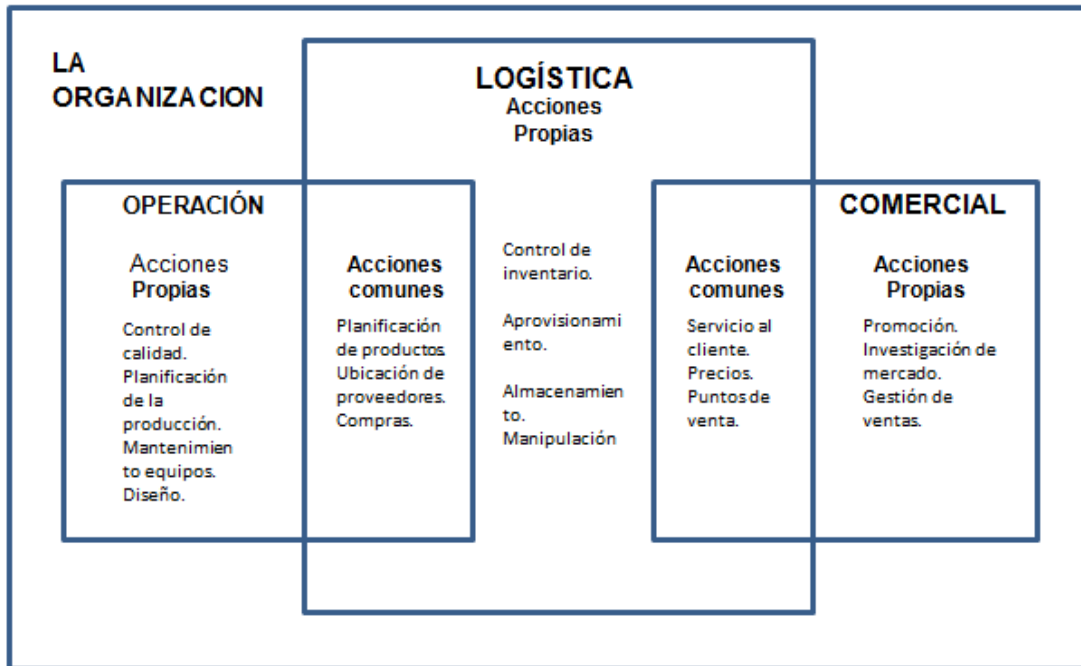 LA
ORGANIZACION
LOGÍSTICA
Acciones
Propias
OPERACIÓN
Acciones
Propias
Control de
calidad.
Planificación
de la
producción.
Mantenimien
to equipos.
Diseño.
Acciones
comunes
Planificación
de productos.
Ubicación de
proveedores.
Compras.
Control de
inventario.
Aprovisionami
ento.
Almacenamien
to.
Manipulación
Acciones
comunes
Servicio al
cliente.
Precios.
Puntos de
venta.
COMERCIAL
Acciones
Propias
Promoción.
Investigación de
mercado.
Gestión de
ventas.